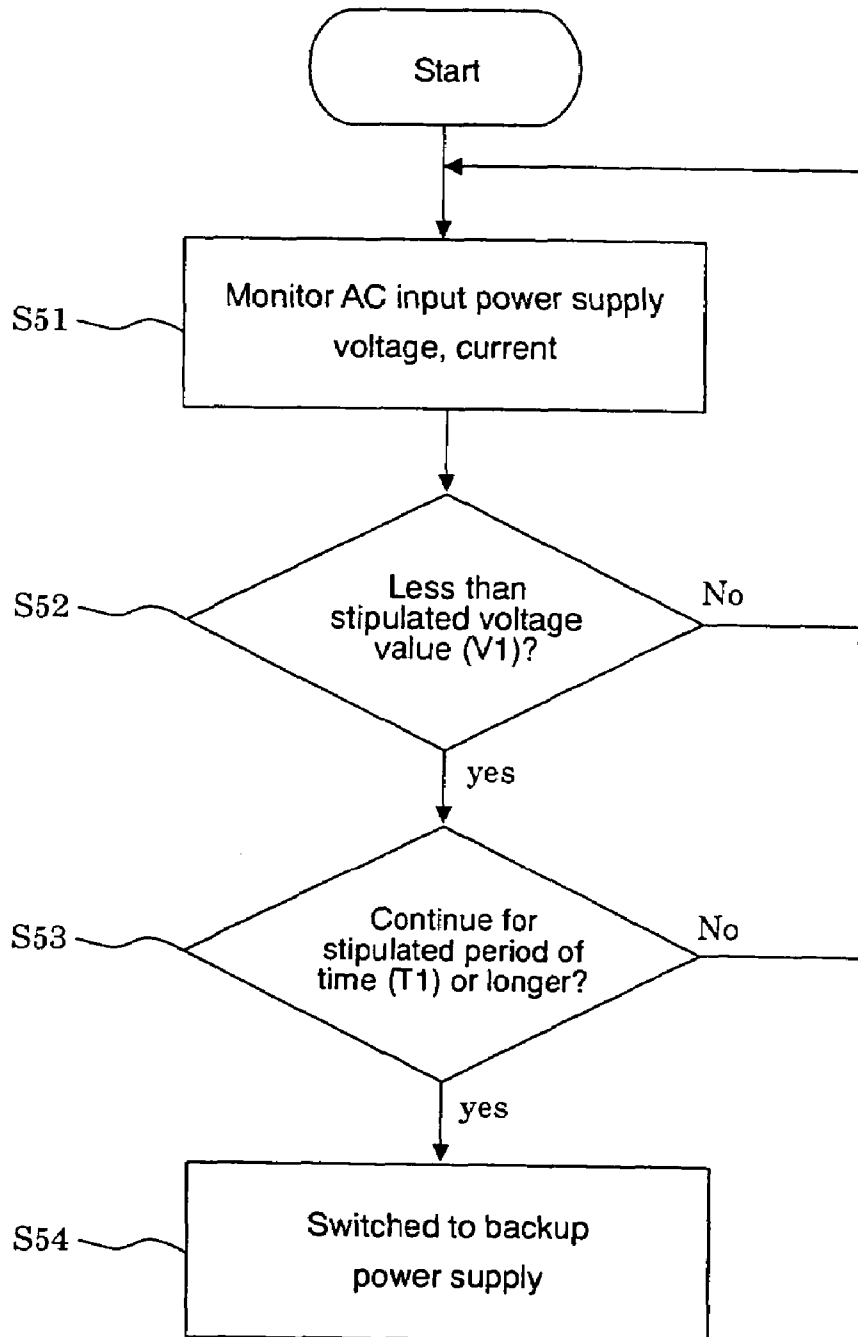 Start
Monitor AC input power supply
voltage, current
S51
Less than
stipulated voltage
value (V1)?
S52
No
yes
Continue for
stipulated period of
time (T1) or longer?
S53
No
yes
Switched to backup
power supply
S54